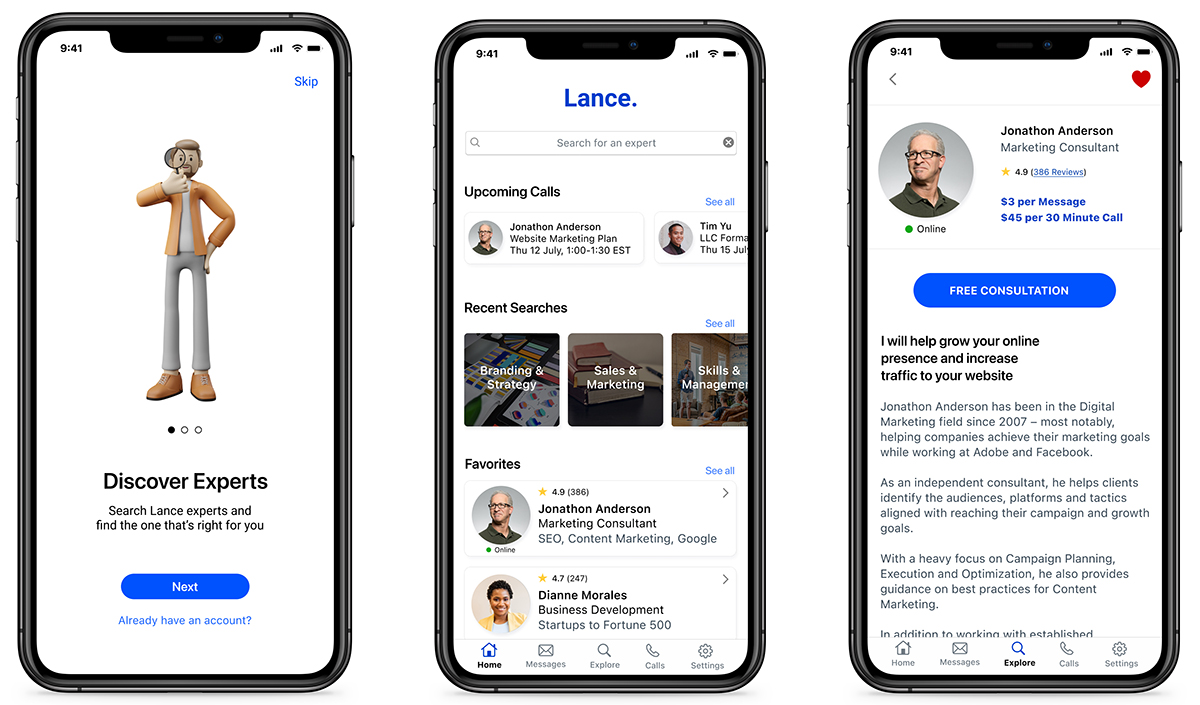 9:41
Skip
Discover Experts
Search Lance experts and
find the one that's right for you
Next
Already have an account?
9:41
Lance.
Search for an expert
Upcoming Calls
See all
Jonathon Anderson
Website Marketing Plan
Thu 12 July, 1:00-1:30 EST
Tim Yu
LLC Forma
Thu 15 Jul
Recent Searches
See all
Branding &
Strategy
Sales &
Marketing
Skills &
Managemen
Favorites
See all
4.9 (386)
Jonathon Anderson
Marketing Consultant
SEO, Content Marketing, Google
Online
4.7 (247)
Dianne Morales
Business Development
Startups to Fortune 500
Home
Messages
Explore
Calls
Settings
9:41
Jonathon Anderson
Marketing Consultant
4.9 (386 Reviews)
$3 per Message
$45 per 30 Minute Call
Online
FREE CONSULTATION
I will help grow your online
presence and increase
traffic to your website
Jonathon Anderson has been in the Digital
Marketing field since 2007 – most notably,
helping companies achieve their marketing goals
while working at Adobe and Facebook.
As an independent consultant, he helps clients
identify the audiences, platforms and tactics
aligned with reaching their campaign and growth
goals.
With a heavy focus on Campaign Planning,
Execution and Optimization, he also provides
guidance on best practices for Content
Marketing.
In addition to working with established
Home
Messages
Explore
Calls
Settings